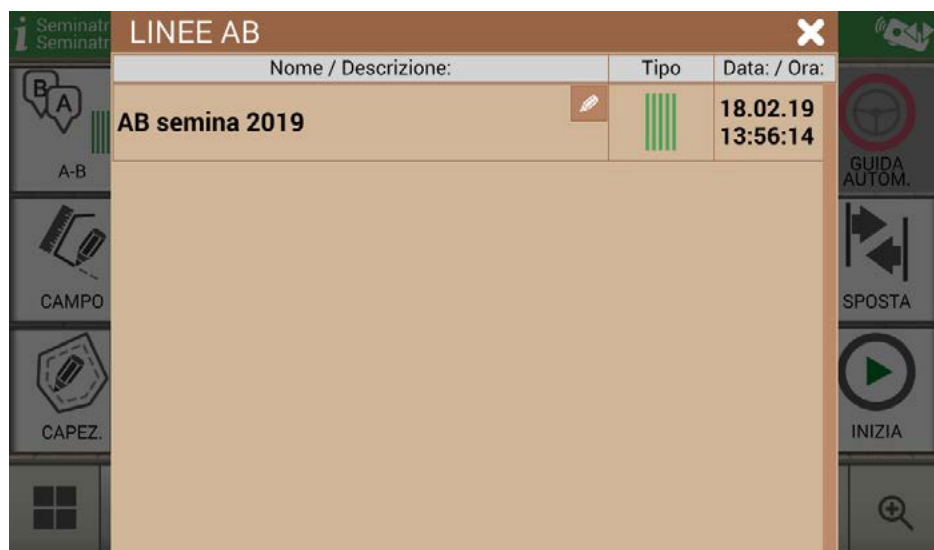 Seminatr
Seminatr
LINEE AB
Nome / Descrizione:
Tipo
Data: / Ora:
AB semina 2019
18.02.19
13:56:14
B
A
A-B
CAMPO
CAPEZ.
GUIDA
AUTOM.
SPOSTA
INIZIA